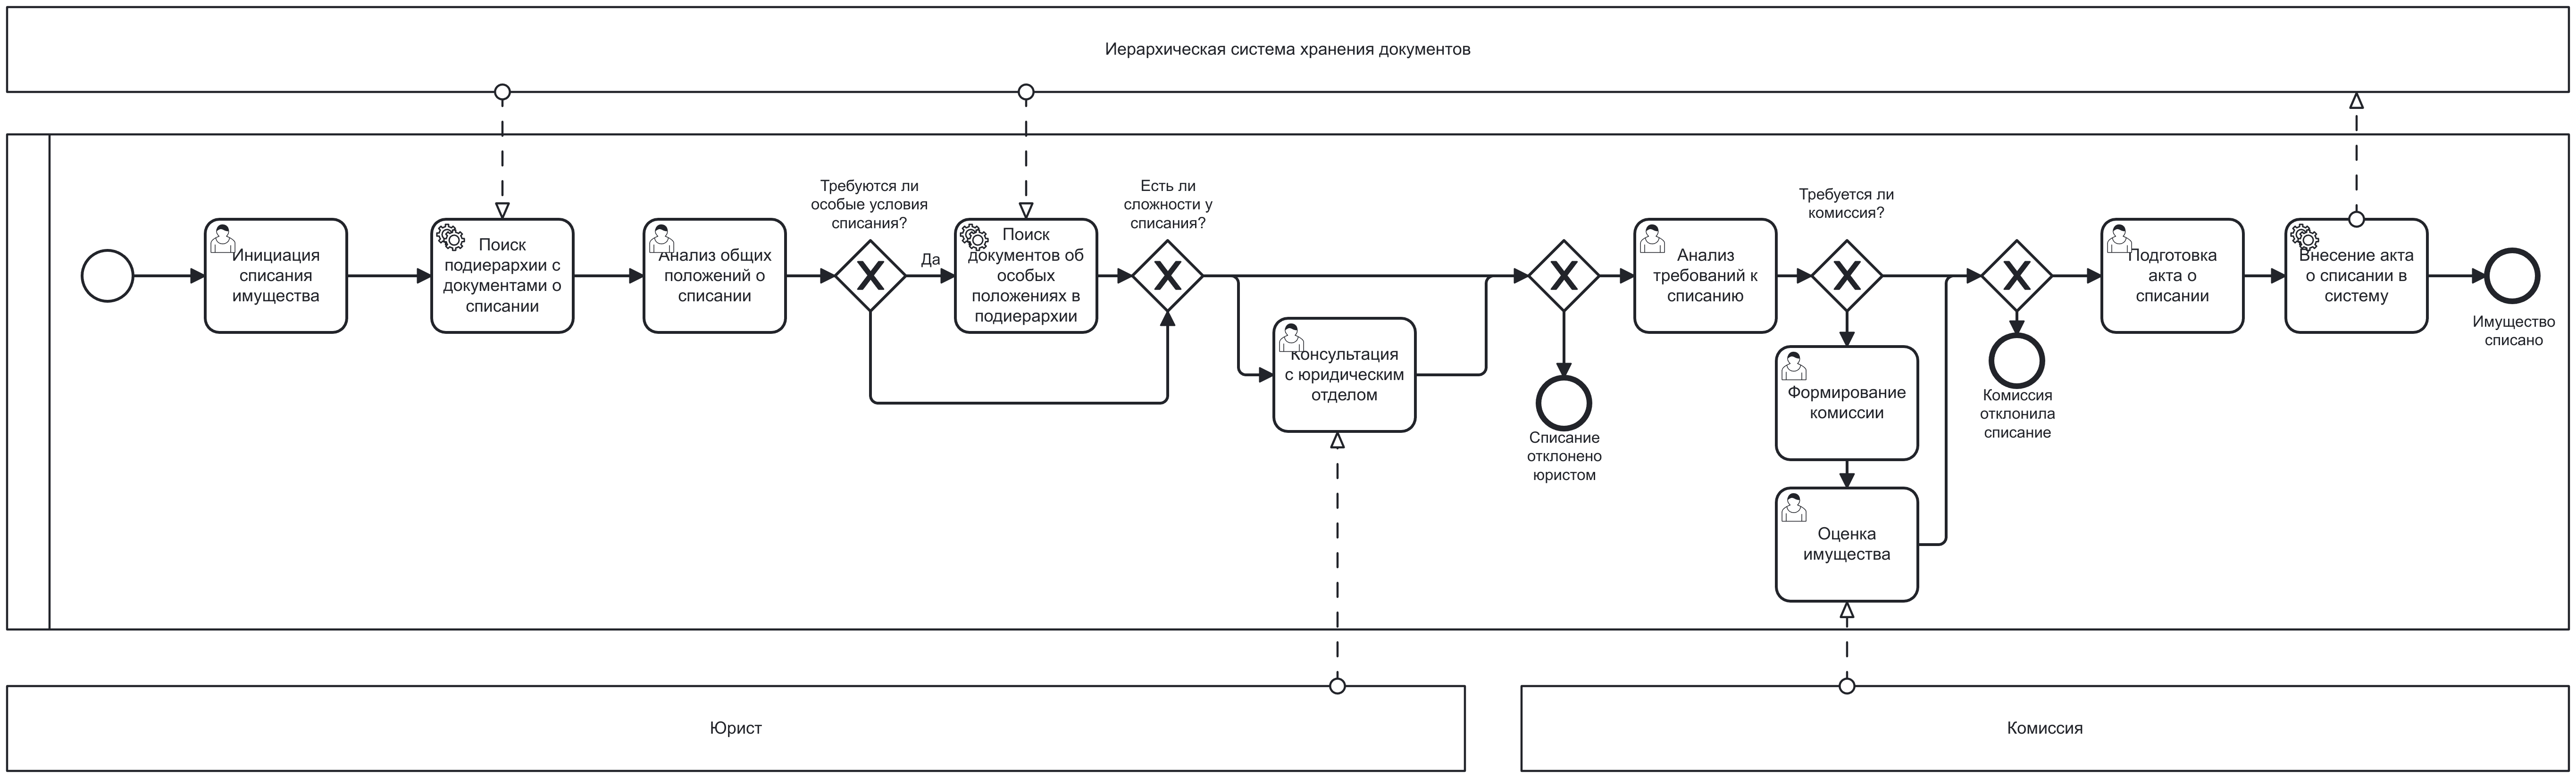 Иерархическая система хранения документов
Инициация
списания
имущества
Поиск
подиерархии с
документами о
списании
Анализ общих
положений о
списании
Требуются ли
особые условия
списания?
Да
Поиск
документов об
особых
положениях в
подиерархии
Есть ли
сложности у
списания?
Консультация
с юридическим
отделом
Списание
отклонено
юристом
Анализ
требований к
списанию
Требуется ли
комиссия?
Формирование
комиссии
Оценка
имущества
Комиссия
отклонила
списание
Подготовка
акта о
списании
Внесение акта
о списании в
систему
Имущество
списано
Юрист
Комиссия